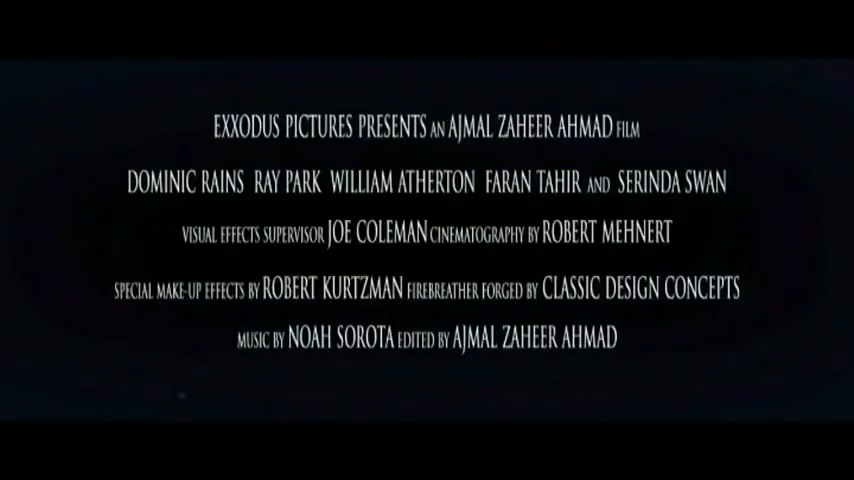 EXXODUS PICTURES PRESENTS AN AJMAL ZAHEER AHMAD FILM
DOMINIC RAINS RAY PARK WILLIAM ATHERTON FARAN TAHIR AND SERINDA SWAN
VISUAL EFFECTS SUPERVISOR JOE COLEMAN CINEMATOGRAPHY BY ROBERT MEHNERT
SPECIAL MAKE-UP EFFECTS BY ROBERT KURTZMAN FIREBREATHER FORGED BY CLASSIC DESIGN CONCEPTS
MUSIC BY NOAH SOROTA EDITED BY AJMAL ZAHEER AHMAD